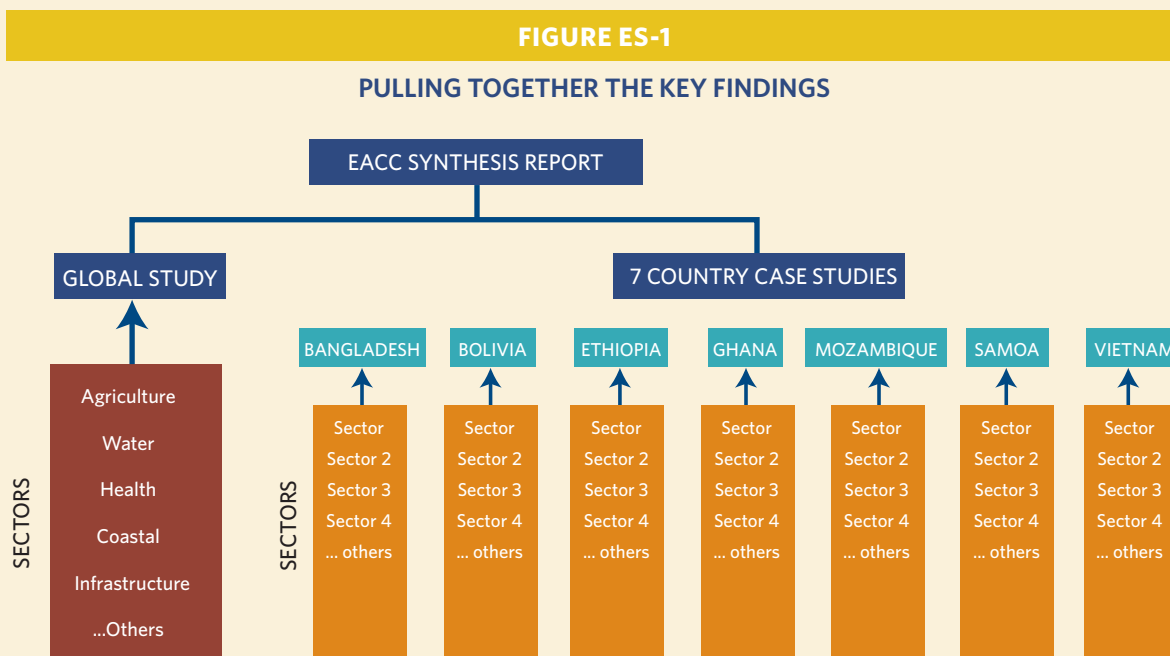 FIGURE ES-1
PULLING TOGETHER THE KEY FINDINGS
EACC SYNTHESIS REPORT
GLOBAL STUDY
7 COUNTRY CASE STUDIES
SECTORS
Agriculture
Water
Health
Coastal
Infrastructure
...Others
SECTORS
BANGLADESH
Sector
Sector 2
Sector 3
Sector 4
... others
BOLIVIA
Sector
Sector 2
Sector 3
Sector 4
... others
ETHIOPIA
Sector
Sector 2
Sector 3
Sector 4
... others
GHANA
Sector
Sector 2
Sector 3
Sector 4
... others
MOZAMBIQUE
Sector
Sector 2
Sector 3
Sector 4
... others
SAMOA
Sector
Sector 2
Sector 3
Sector 4
... others
VIETNAM
Sector
Sector 2
Sector 3
Sector 4
... others